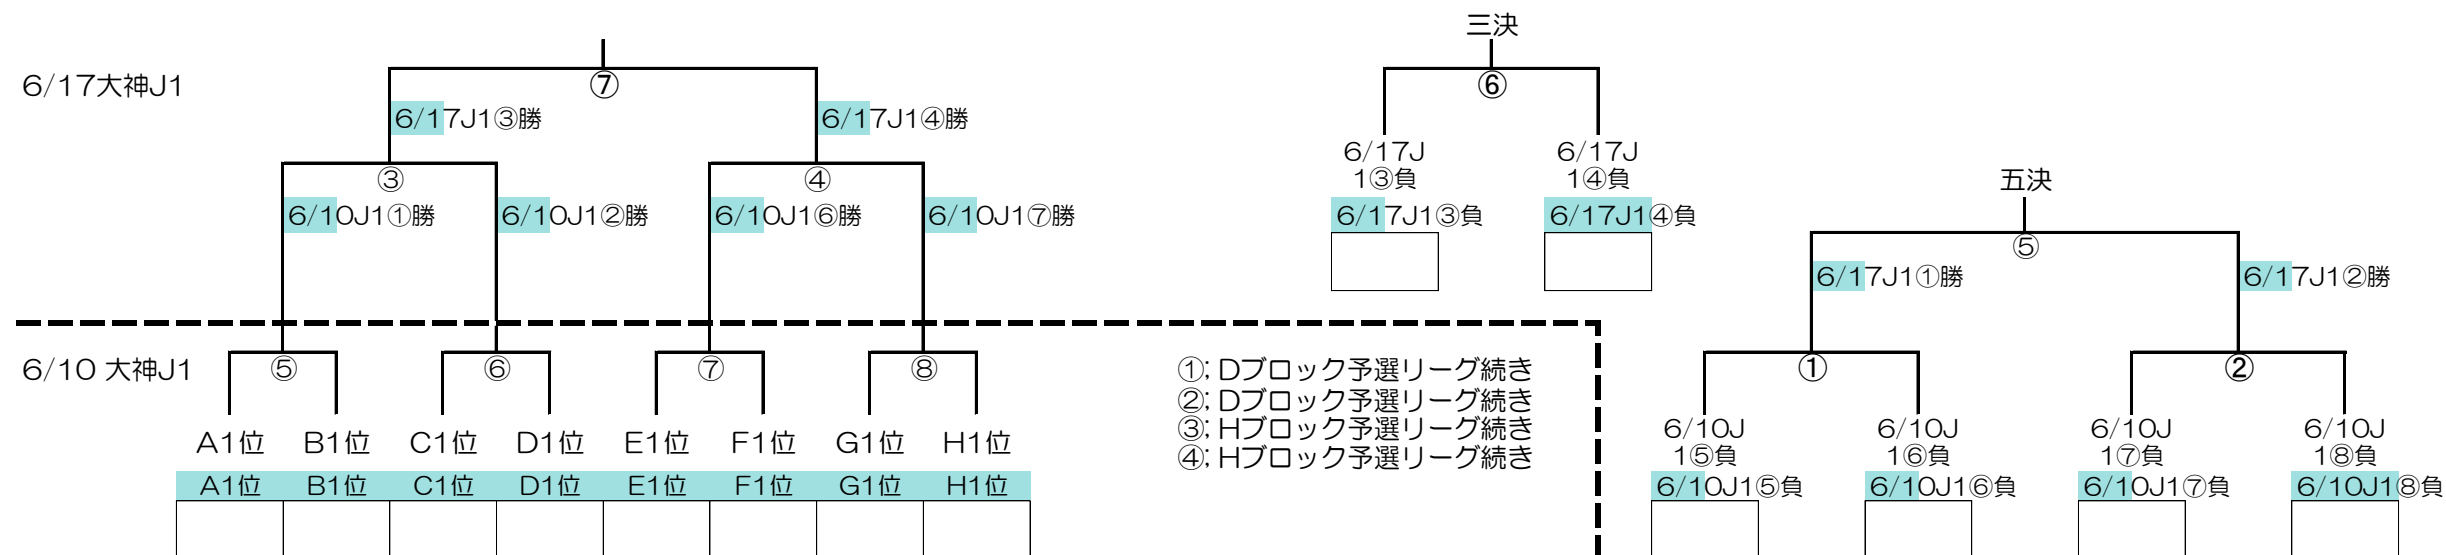 三決
6/17大神J1
⑦
⑥
6/17J1③勝
6/17J1④勝
6/17J
1③負
6/17J
1④負
③
④
五決
6/10J1①勝
6/10J1②勝
6/10J1⑥勝
6/10J1⑦勝
6/17J1③負
6/17J1④負
⑤
6/17J1①勝
6/17J1②勝
6/10 大神J1
⑤
⑥
⑦
⑧
①; Dブロック予選リーグ続き
②; Dブロック予選リーグ続き
③; Hブロック予選リーグ続き
④; Hブロック予選リーグ続き
①
②
A1位
B1位
C1位
D1位
E1位
F1位
G1位
H1位
6/10J
1⑤負
6/10J
1⑥負
6/10J
1⑦負
6/10J
1⑧負
A1位
B1位
C1位
D1位
E1位
F1位
G1位
H1位
6/10J1⑤負
6/10J1⑥負
6/10J1⑦負
6/10J1⑧負